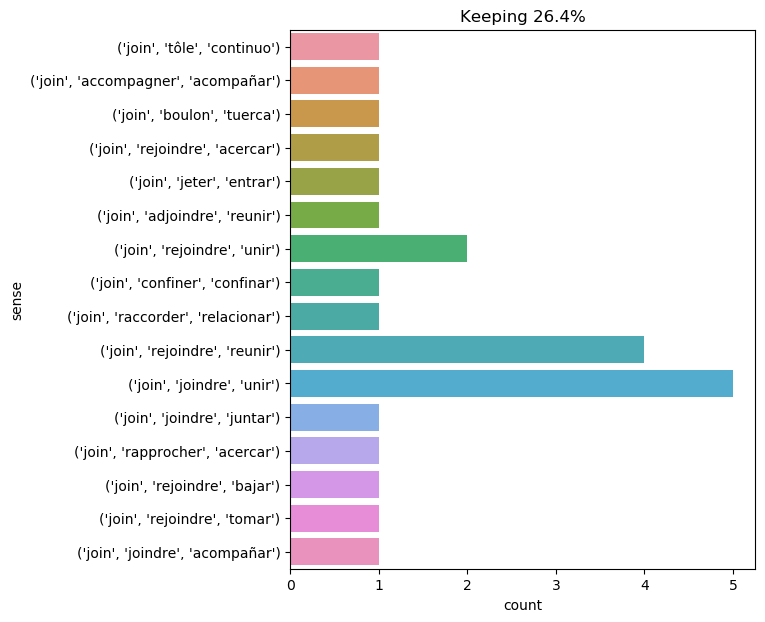 Keeping 26.4%
('join', 'tôle', 'continuo')
('join', 'accompagner', 'acompañar')
('join', 'boulon', 'tuerca')
('join', 'rejoindre', 'acercar')
('join', 'jeter', 'entrar')
('join', 'adjoindre', 'reunir')
('join', 'rejoindre', 'unir')
('join', 'confiner', 'confinar')
('join', 'raccorder', 'relacionar')
('join', 'rejoindre', 'reunir')
('join', 'joindre', 'unir')
('join', 'joindre', 'juntar')
('join', 'rapprocher', 'acercar')
('join', 'rejoindre', 'bajar')
('join', 'rejoindre', 'tomar')
('join', 'joindre', 'acompañar')
sense
0 1 2 3 4 5
count